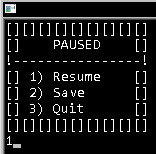 [][][][][][][][][]
[]    PAUSED    []
!----------------!
[] 1) Resume    []
[] 2) Save      []
[] 3) Quit      []
[][][][][][][][][]
1_